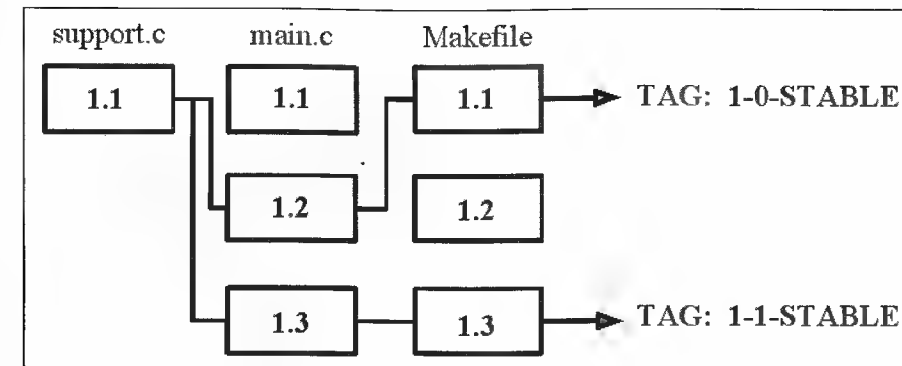 support.c main.c Makefile
1.1 1.1 1.1 TAG: 1-0-STABLE
1.2 1.2
1.3 1.3 TAG: 1-1-STABLE